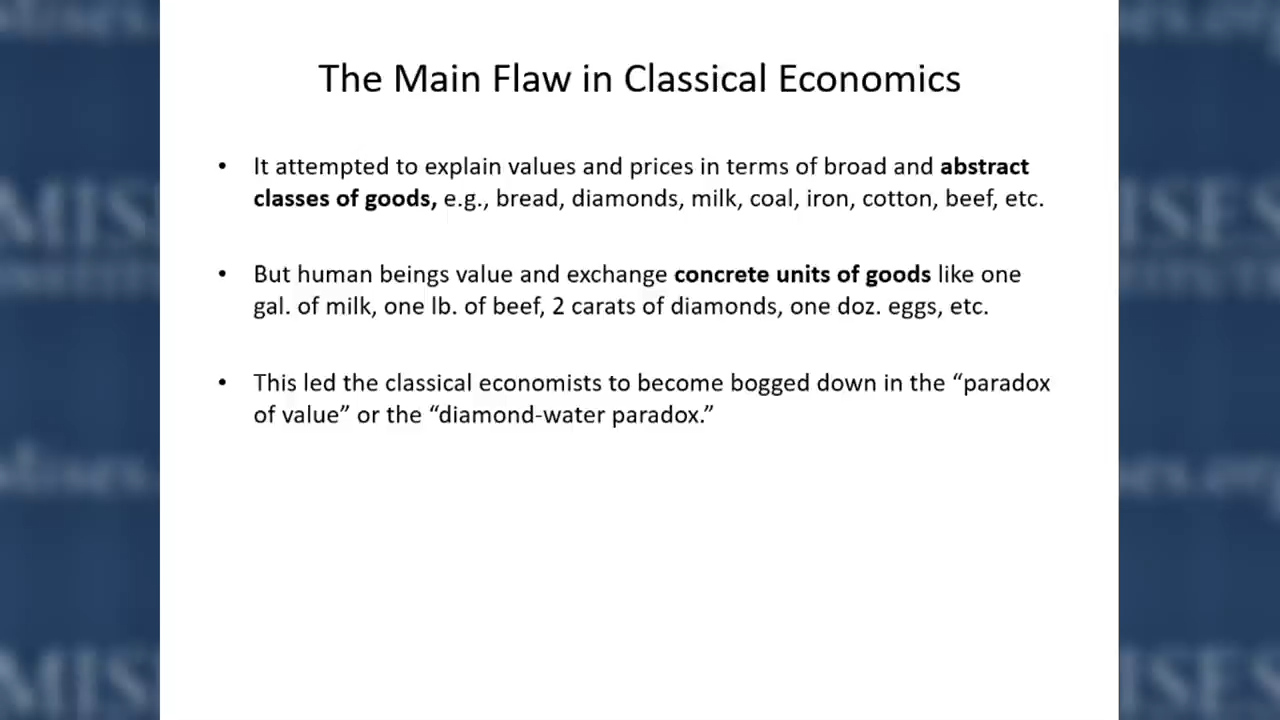 The Main Flaw in Classical Economics
• It attempted to explain values and prices in terms of broad and abstract
classes of goods, e.g., bread, diamonds, milk, coal, iron, cotton, beef, etc.
• But human beings value and exchange concrete units of goods like one
gal. of milk, one lb. of beef, 2 carats of diamonds, one doz. eggs, etc.
• This led the classical economists to become bogged down in the “paradox
of value” or the “diamond-water paradox.”